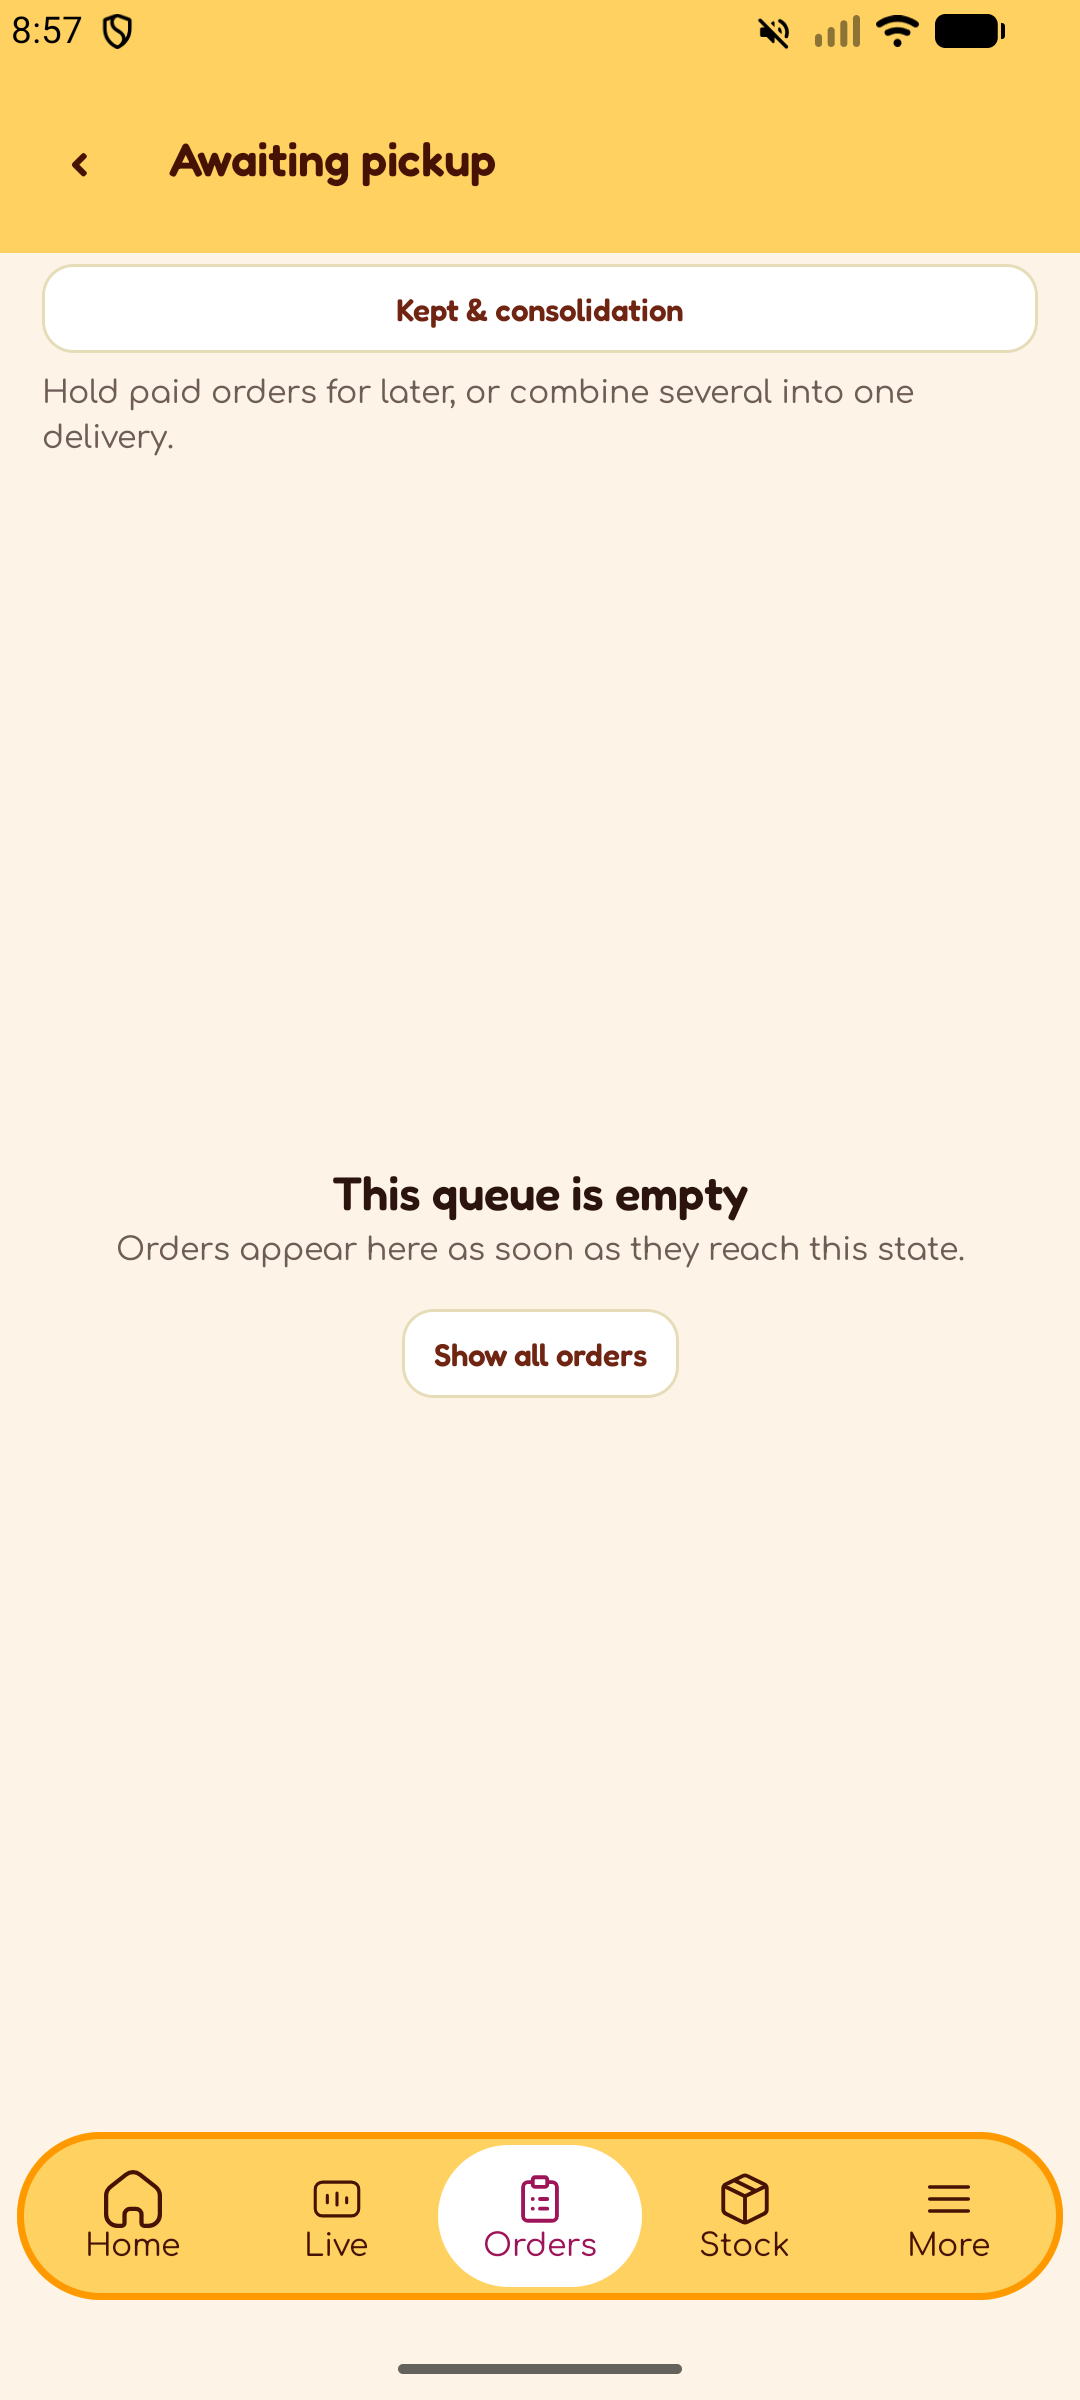 8:57
Awaiting pickup
Kept & consolidation
Hold paid orders for later, or combine several into one
delivery.
This queue is empty
Orders appear here as soon as they reach this state.
Show all orders
Home
Live
Orders
Stock
More